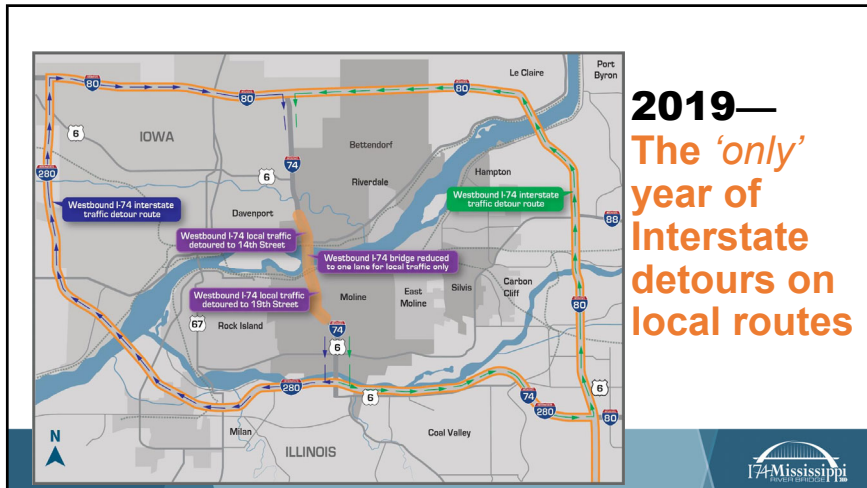 Port
Byron
Le Claire
80
80
80
80
6
IOWA
74
Bettendorf
6
Riverdale
Hampton
280
Westbound I-74 interstate
traffic detour route
Davenport
Westbound I-74 interstate
traffic detour route
88
Westbound I-74 local traffic
detoured to 14th Street
Westbound I-74 bridge reduced
to one lane for local traffic only
Westbound I-74 local traffic
detoured to 19th Street
Moline
East
Moline
Silvis
Carbon
Cliff
80
67
Rock Island
74
6
280
6
74
280
6
80
Milan
ILLINOIS
Coal Valley
N
2019—
The ‘only’
year of
Interstate
detours on
local routes
I74 Mississippi
RIVER BRIDGE